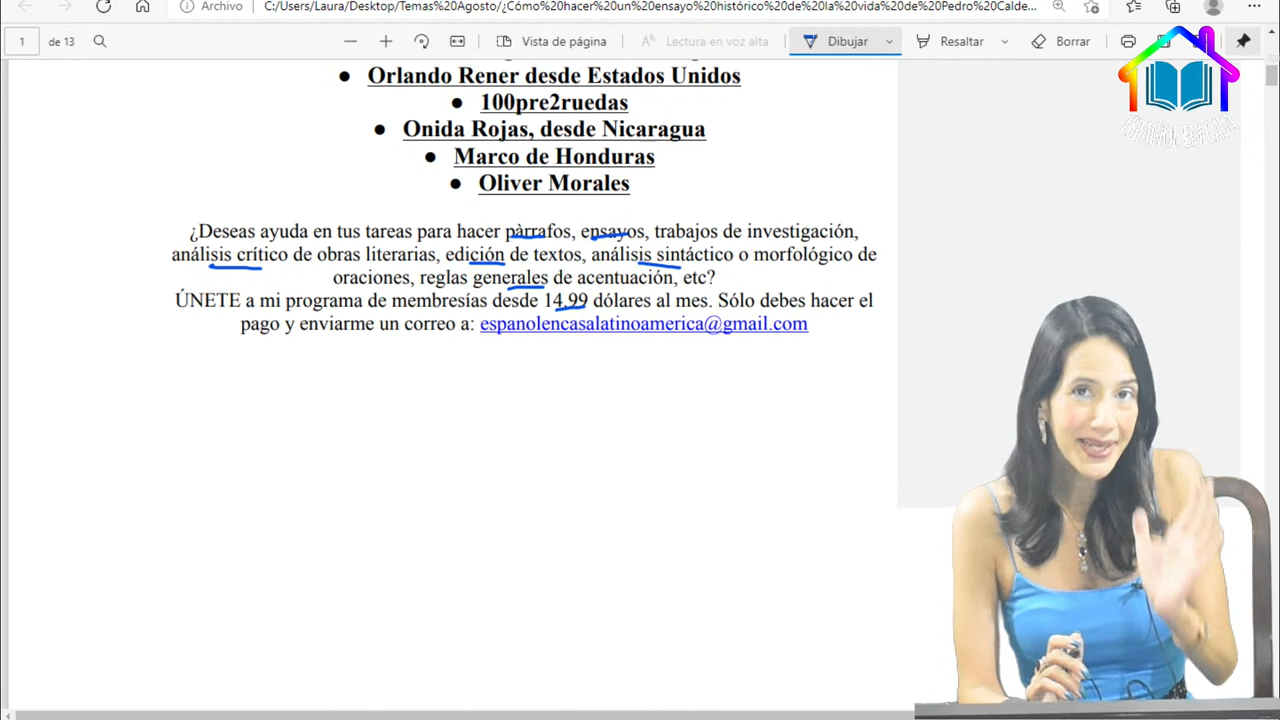 Archivo C:/Users/Laura/Desktop/Temas%20Agosto/¿Cómo%20hacer%20un%20ensayo%20histórico%20de%20la%20vida%20de%20Pedro%20Calde...
1 de 13 Vista de página Lectura en voz alta Dibujar Resaltar Borrar
● Orlando Rener desde Estados Unidos
● 100pre2ruedas
● Onida Rojas, desde Nicaragua
● Marco de Honduras
● Oliver Morales
¿Deseas ayuda en tus tareas para hacer pàrrafos, ensayos, trabajos de investigación,
análisis crítico de obras literarias, edición de textos, análisis sintáctico o morfológico de
oraciones, reglas generales de acentuación, etc?
ÚNETE a mi programa de membresías desde 14.99 dólares al mes. Sólo debes hacer el
pago y enviarme un correo a: espanolencasalatinoamerica@gmail.com